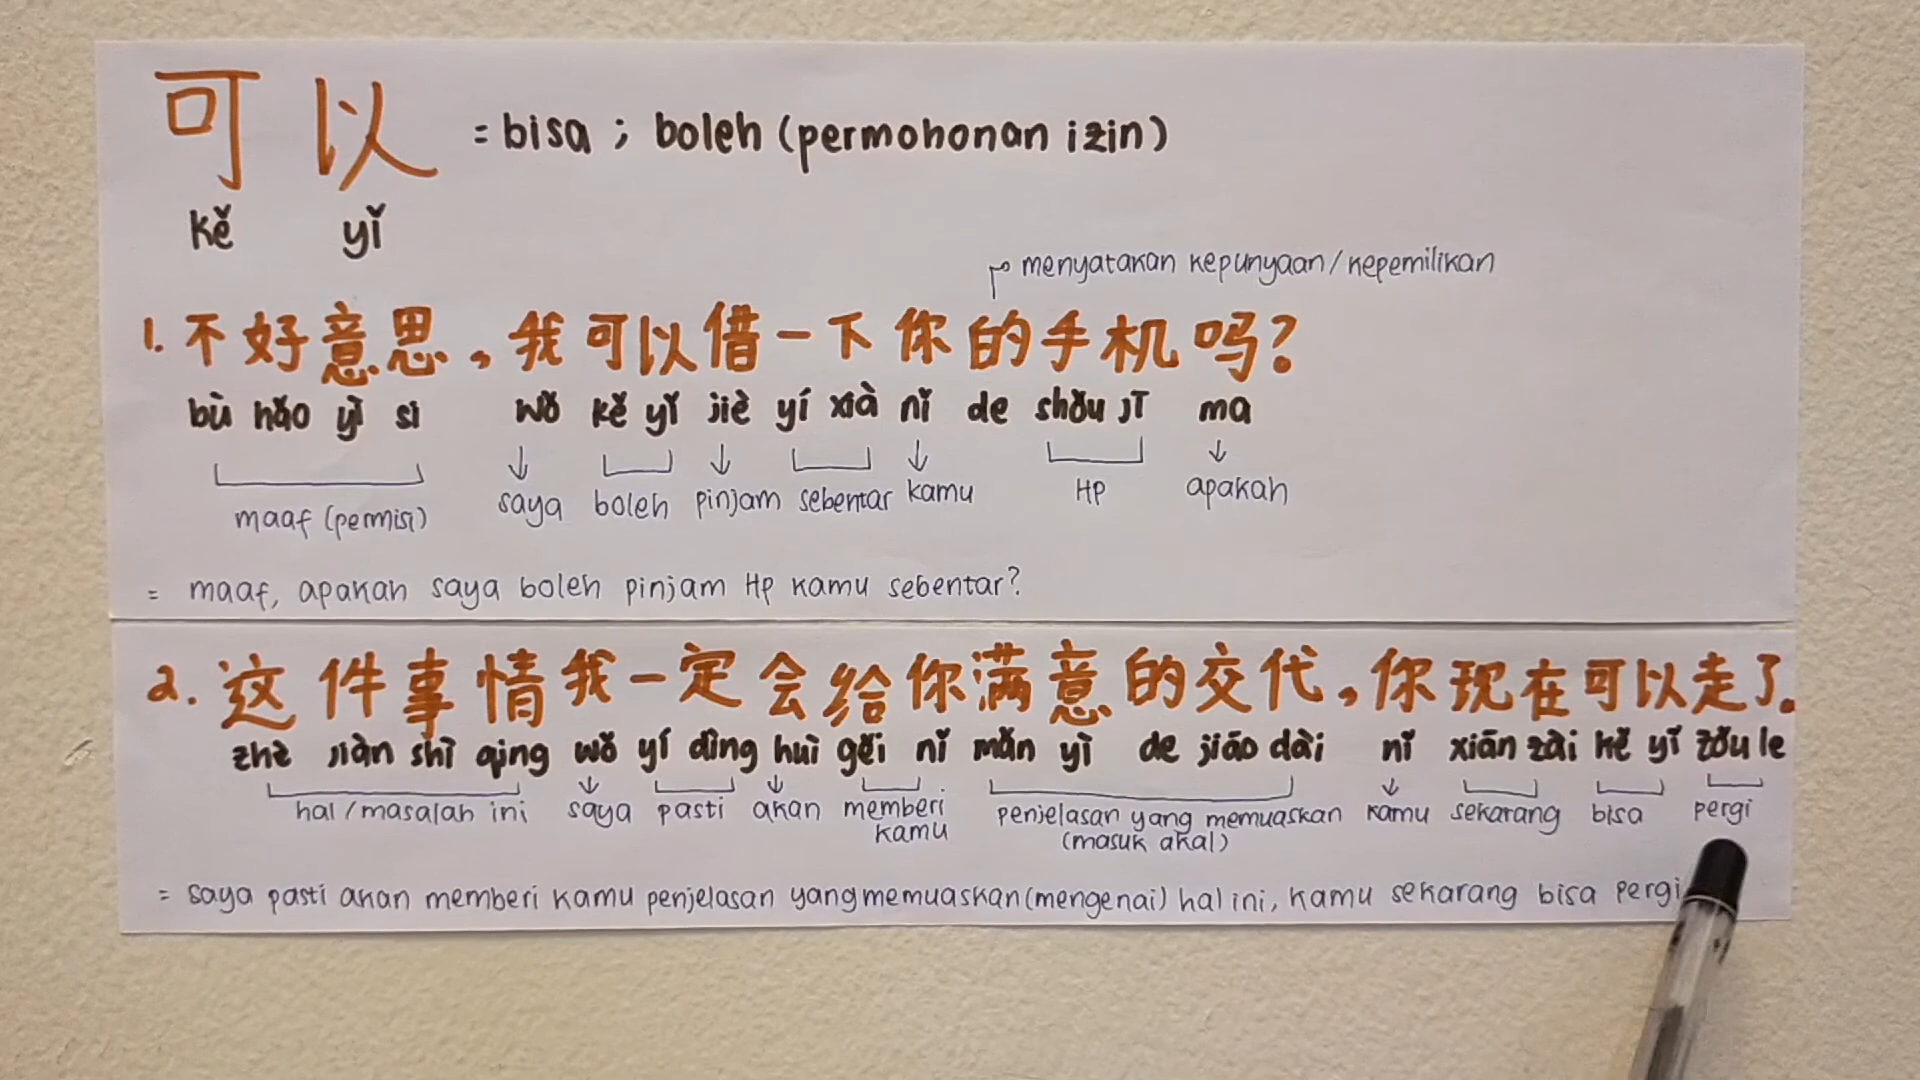 可以 = bisa ; boleh (permohonan izin)
kě yǐ
menyatakan kepunyaan/kepemilikan
1. 不好意思,我可以借一下你的手机吗?
bù hǎo yì si wǒ kě yǐ jiè yí xià nǐ de shǒu jī ma
maaf (permisi) saya boleh pinjam sebentar kamu HP apakah
= maaf, apakah saya boleh pinjam Hp kamu sebentar?
2. 这件事情我一定会给你满意的交代,你现在可以走了。
zhè jiàn shì qing wǒ yí dìng huì gěi nǐ mǎn yì de jiāo dài nǐ xiān zài kě yǐ zǒu le
hal/masalah ini saya pasti akan memberi kamu penjelasan yang memuaskan (masuk akal) kamu sekarang bisa pergi
= saya pasti akan memberi kamu penjelasan yang memuaskan (mengenai) hal ini, kamu sekarang bisa pergi